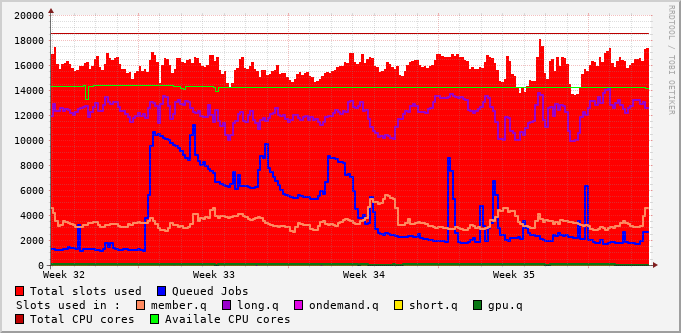 20000
18000
16000
14000
12000
10000
8000
6000
4000
2000
0
Week 32 Week 33 Week 34 Week 35
RRDTOOL / TOBI OETIKER
Total slots used Queued Jobs
Slots used in : member.q long.q ondemand.q short.q gpu.q
Total CPU cores Availale CPU cores